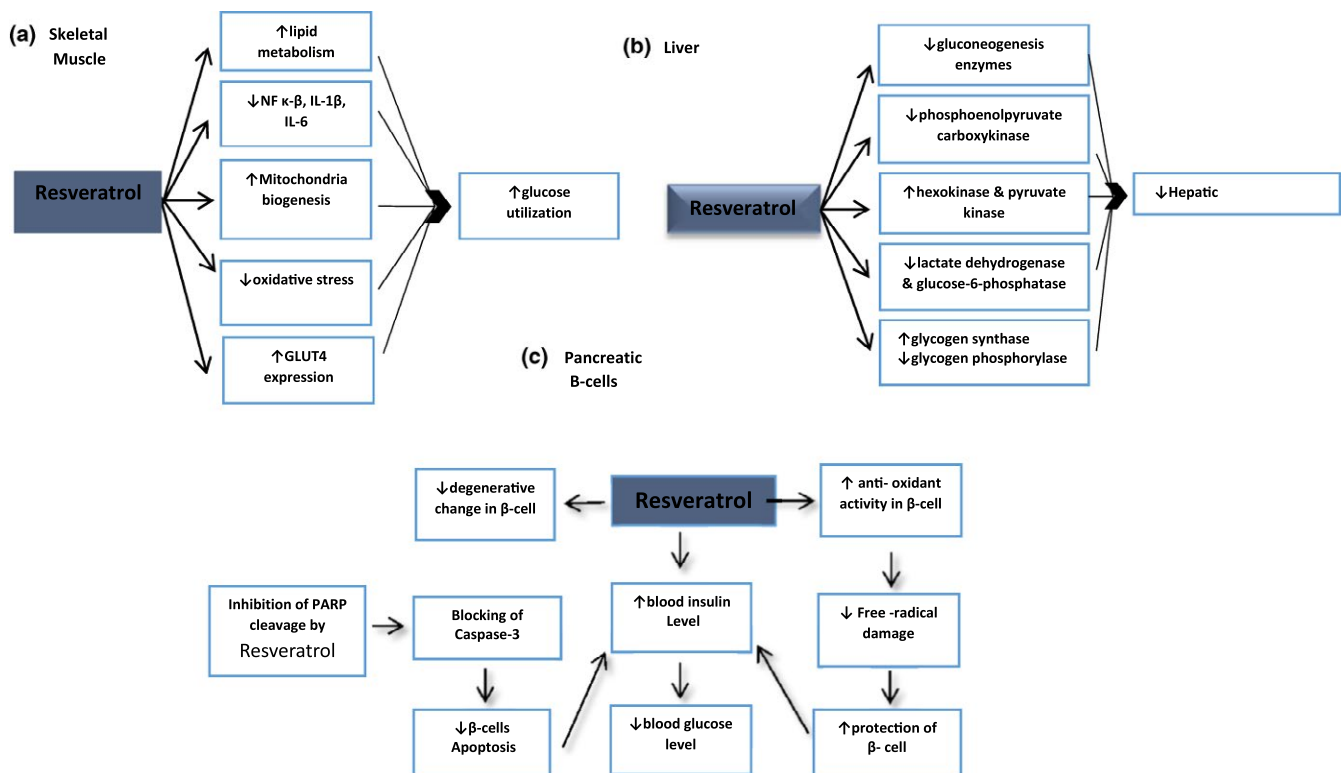 (a) Skeletal
Muscle
Resveratrol
↑lipid
metabolism
↓NF κ-β, IL-1β,
IL-6
↑Mitochondria
biogenesis
↓oxidative stress
↑GLUT4
expression
↑glucose
utilization
(b) Liver
Resveratrol
↓gluconeogenesis
enzymes
↓phosphoenolpyruvate
carboxykinase
↑hexokinase & pyruvate
kinase
↓lactate dehydrogenase
& glucose-6-phosphatase
↑glycogen synthase
↓glycogen phosphorylase
↓Hepatic
(c) Pancreatic
B-cells
↓degenerative
change in β-cell
Resveratrol
↑ anti- oxidant
activity in β-cell
Inhibition of PARP
cleavage by
Resveratrol
Blocking of
Caspase-3
↑blood insulin
Level
↓ Free -radical
damage
↓β-cells
Apoptosis
↓blood glucose
level
↑protection of
β- cell